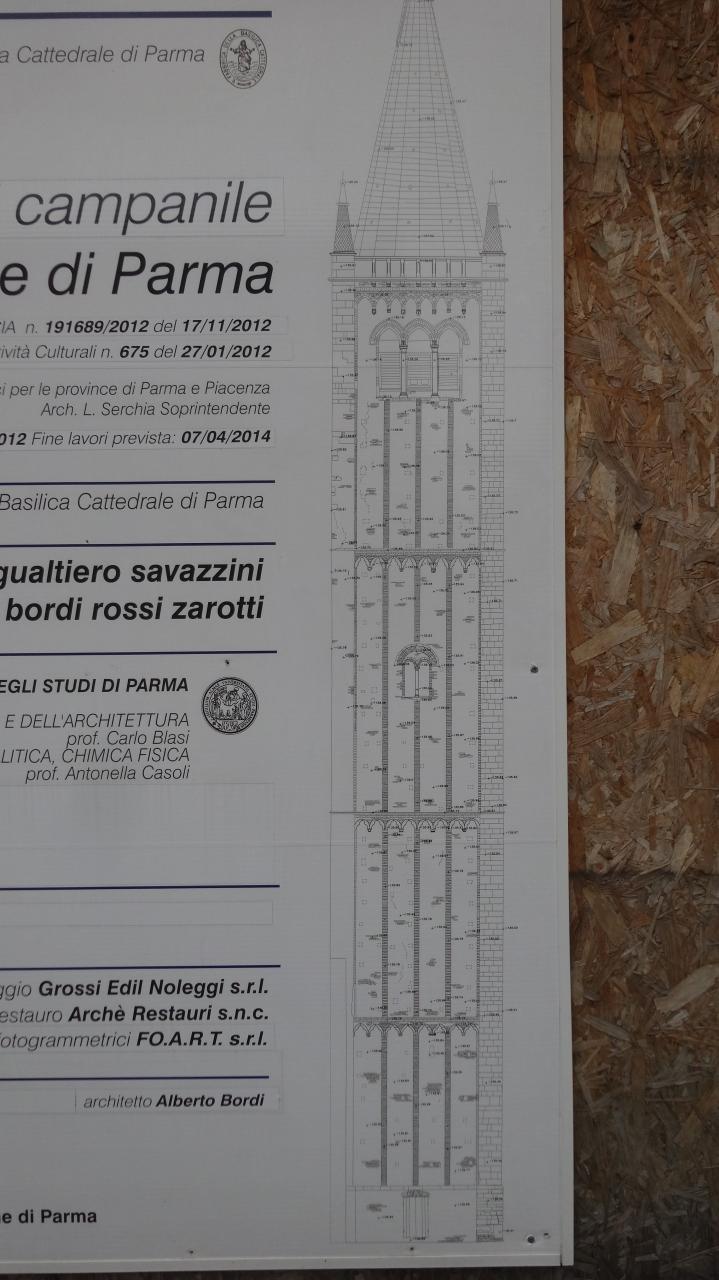 a Cattedrale di Parma
campanile
e di Parma
CIA n. 191689/2012 del 17/11/2012
ività Culturali n. 675 del 27/01/2012
ci per le province di Parma e Piacenza
Arch. L. Serchia Soprintendente
012 Fine lavori prevista: 07/04/2014
Basilica Cattedrale di Parma
gualtiero savazzini
bordi rossi zarotti
EGLI STUDI DI PARMA
E DELL'ARCHITETTURA
prof. Carlo Blasi
LITICA, CHIMICA FISICA
prof. Antonella Casoli
ggio Grossi Edil Noleggi s.r.l.
estauro Archè Restauri s.n.c.
fotogrammetrici FO.A.R.T. s.r.l.
architetto Alberto Bordi
e di Parma